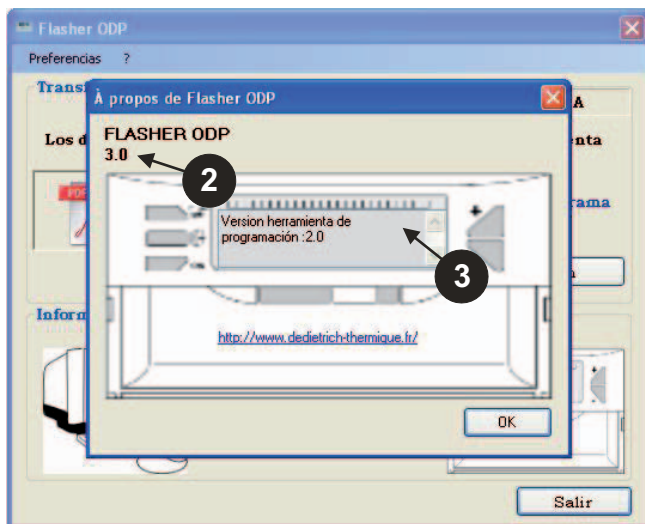 Flasher ODP
Preferencias ?
Trans
À propos de Flasher ODP
A
FLASHER ODP
Los d
enta
3.0
2
PDF
rama
Version herramienta de
programación :2.0
3
Inform
http://www.dedietrich-thermique.fr/
OK
Salir